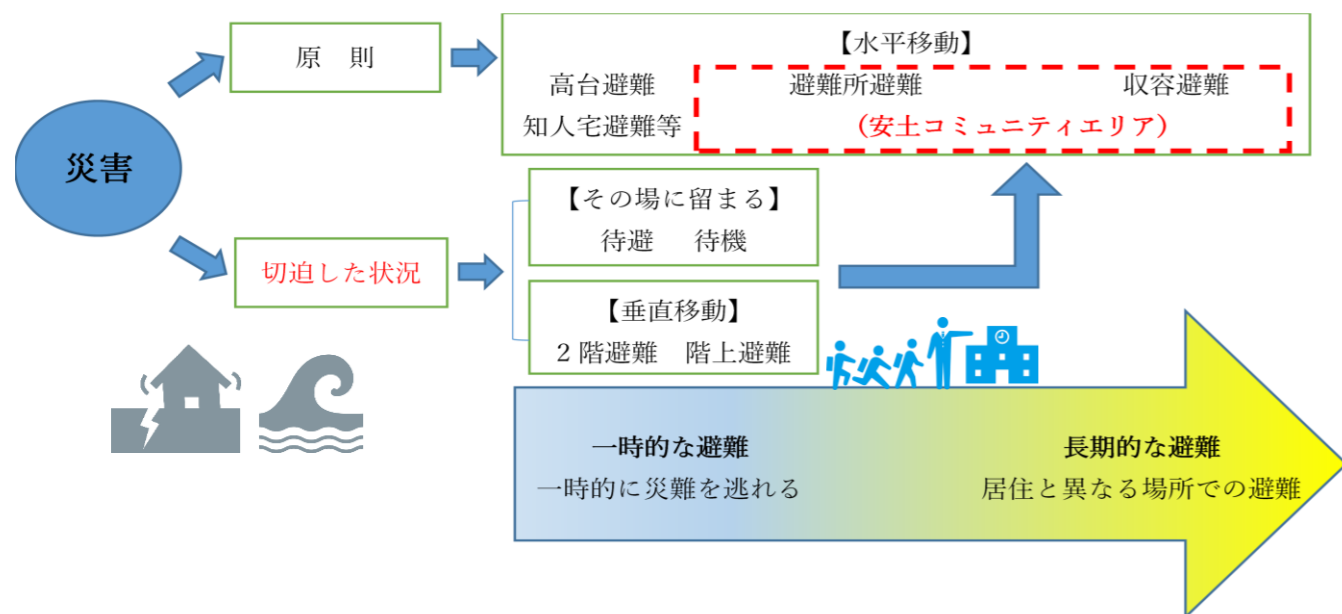 災害
原 則
【水平移動】
高台避難 避難所避難 収容避難
知人宅避難等 （安土コミュニティエリア）
切迫した状況
【その場に留まる】
待避 待機
【垂直移動】
２階避難 階上避難
一時的な避難
一時的に災難を逃れる
長期的な避難
居住と異なる場所での避難